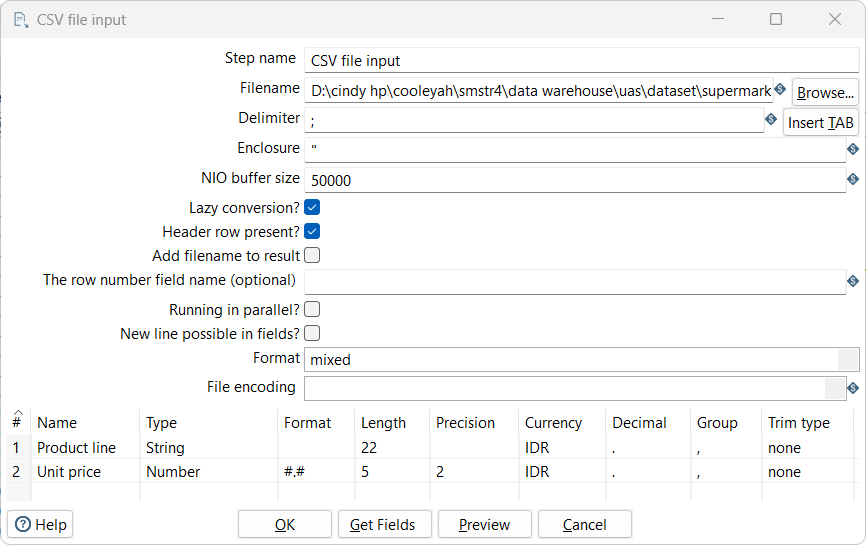 CSV file input
Step name CSV file input
Filename D:\cindy hp\cooleyah\smstr4\data warehouse\uas\dataset\supermark Browse...
Delimiter ; Insert TAB
Enclosure "
NIO buffer size 50000
Lazy conversion?
Header row present?
Add filename to result
The row number field name (optional)
Running in parallel?
New line possible in fields?
Format mixed
File encoding
# Name Type Format Length Precision Currency Decimal Group Trim type
1 Product line String 22 IDR . , none
2 Unit price Number #.# 5 2 IDR . , none
Help OK Get Fields Preview Cancel